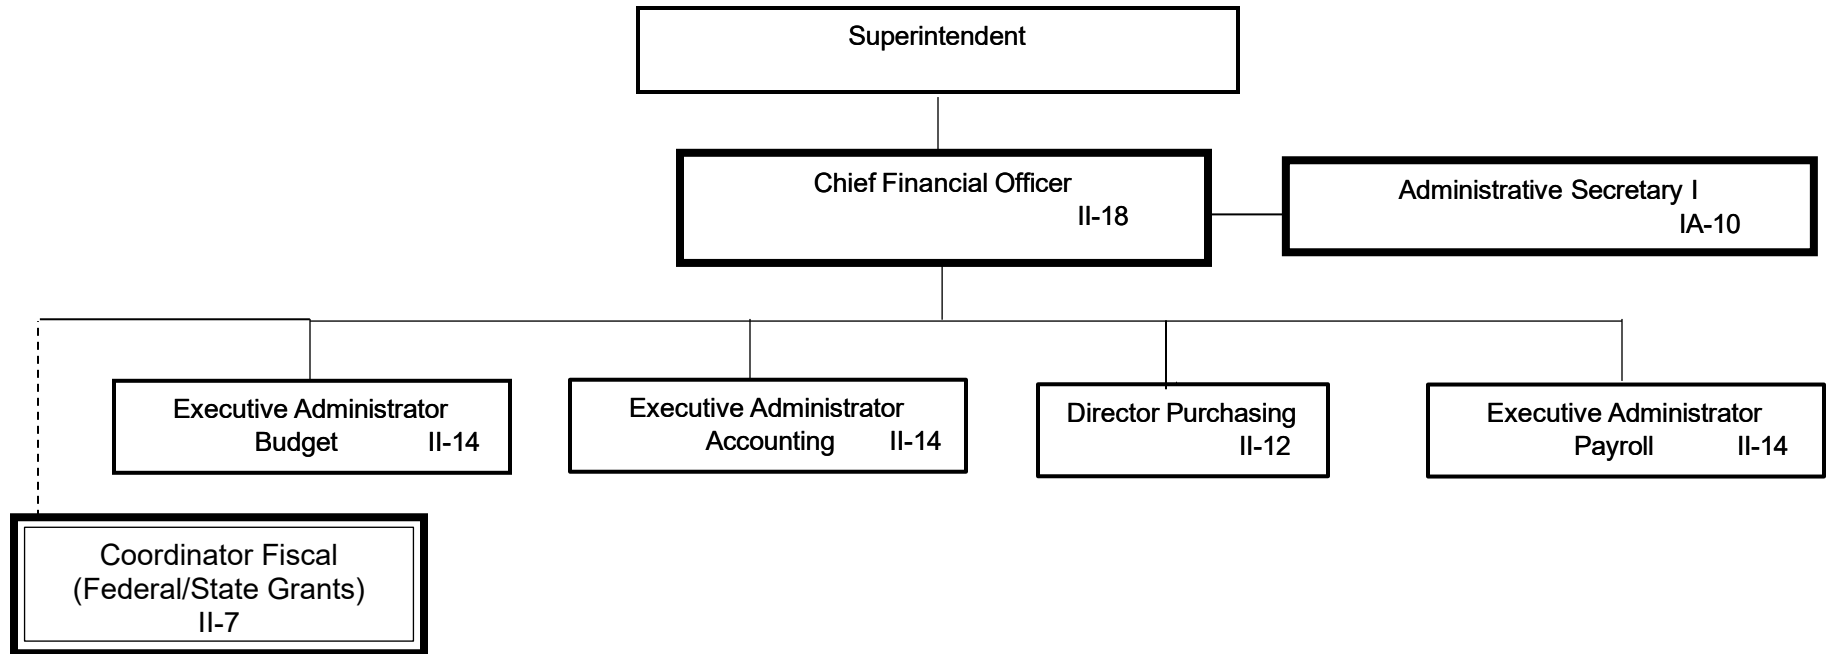 Superintendent
Chief Financial Officer
II-18
Administrative Secretary I
IA-10
Executive Administrator
Budget II-14
Executive Administrator
Accounting II-14
Director Purchasing
II-12
Executive Administrator
Payroll II-14
Coordinator Fiscal
(Federal/State Grants)
II-7